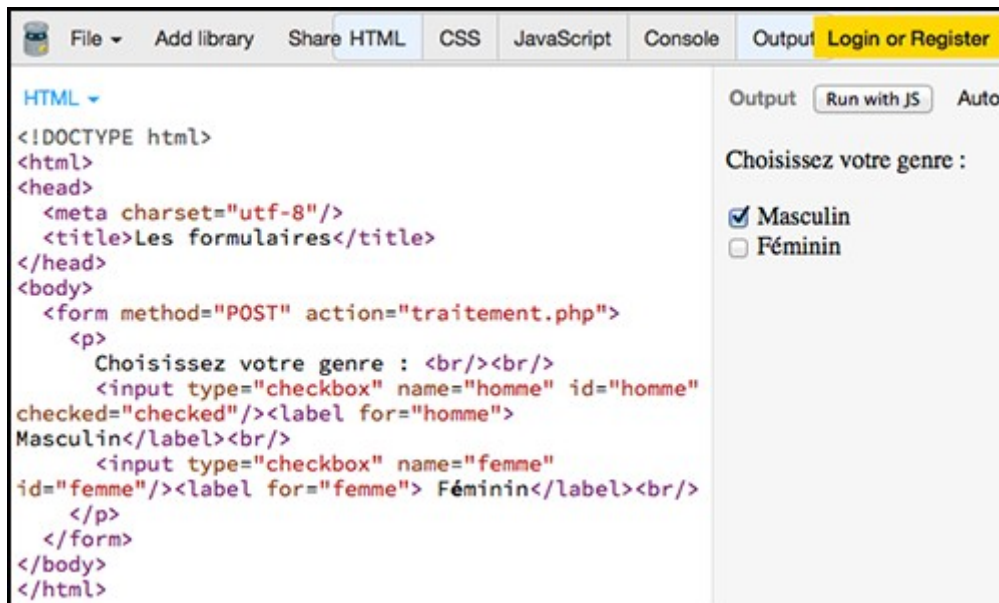 File Add library Share HTML CSS JavaScript Console Output Login or Register
HTML
<!DOCTYPE html>
<html>
<head>
<meta charset="utf-8"/>
<title>Les formulaires</title>
</head>
<body>
<form method="POST" action="traitement.php">
<p>
Choisissez votre genre : <br/><br/>
<input type="checkbox" name="homme" id="homme"
checked="checked"/><label for="homme">
Masculin</label><br/>
<input type="checkbox" name="femme"
id="femme"/><label for="femme"> Féminin</label><br/>
</p>
</form>
</body>
</html>
Output Run with JS Auto
Choisissez votre genre :
Masculin
Féminin